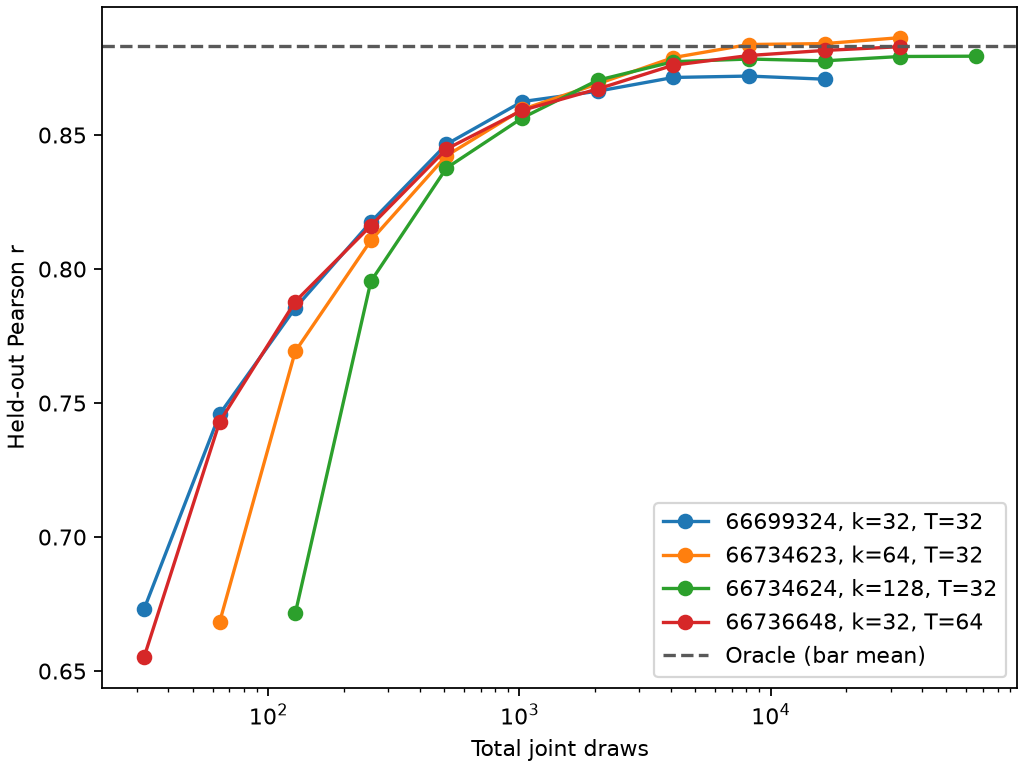 0.85
0.80
0.75
0.70
0.65
Held-out Pearson r
10²
10³
10⁴
Total joint draws
66699324, k=32, T=32
66734623, k=64, T=32
66734624, k=128, T=32
66736648, k=32, T=64
Oracle (bar mean)